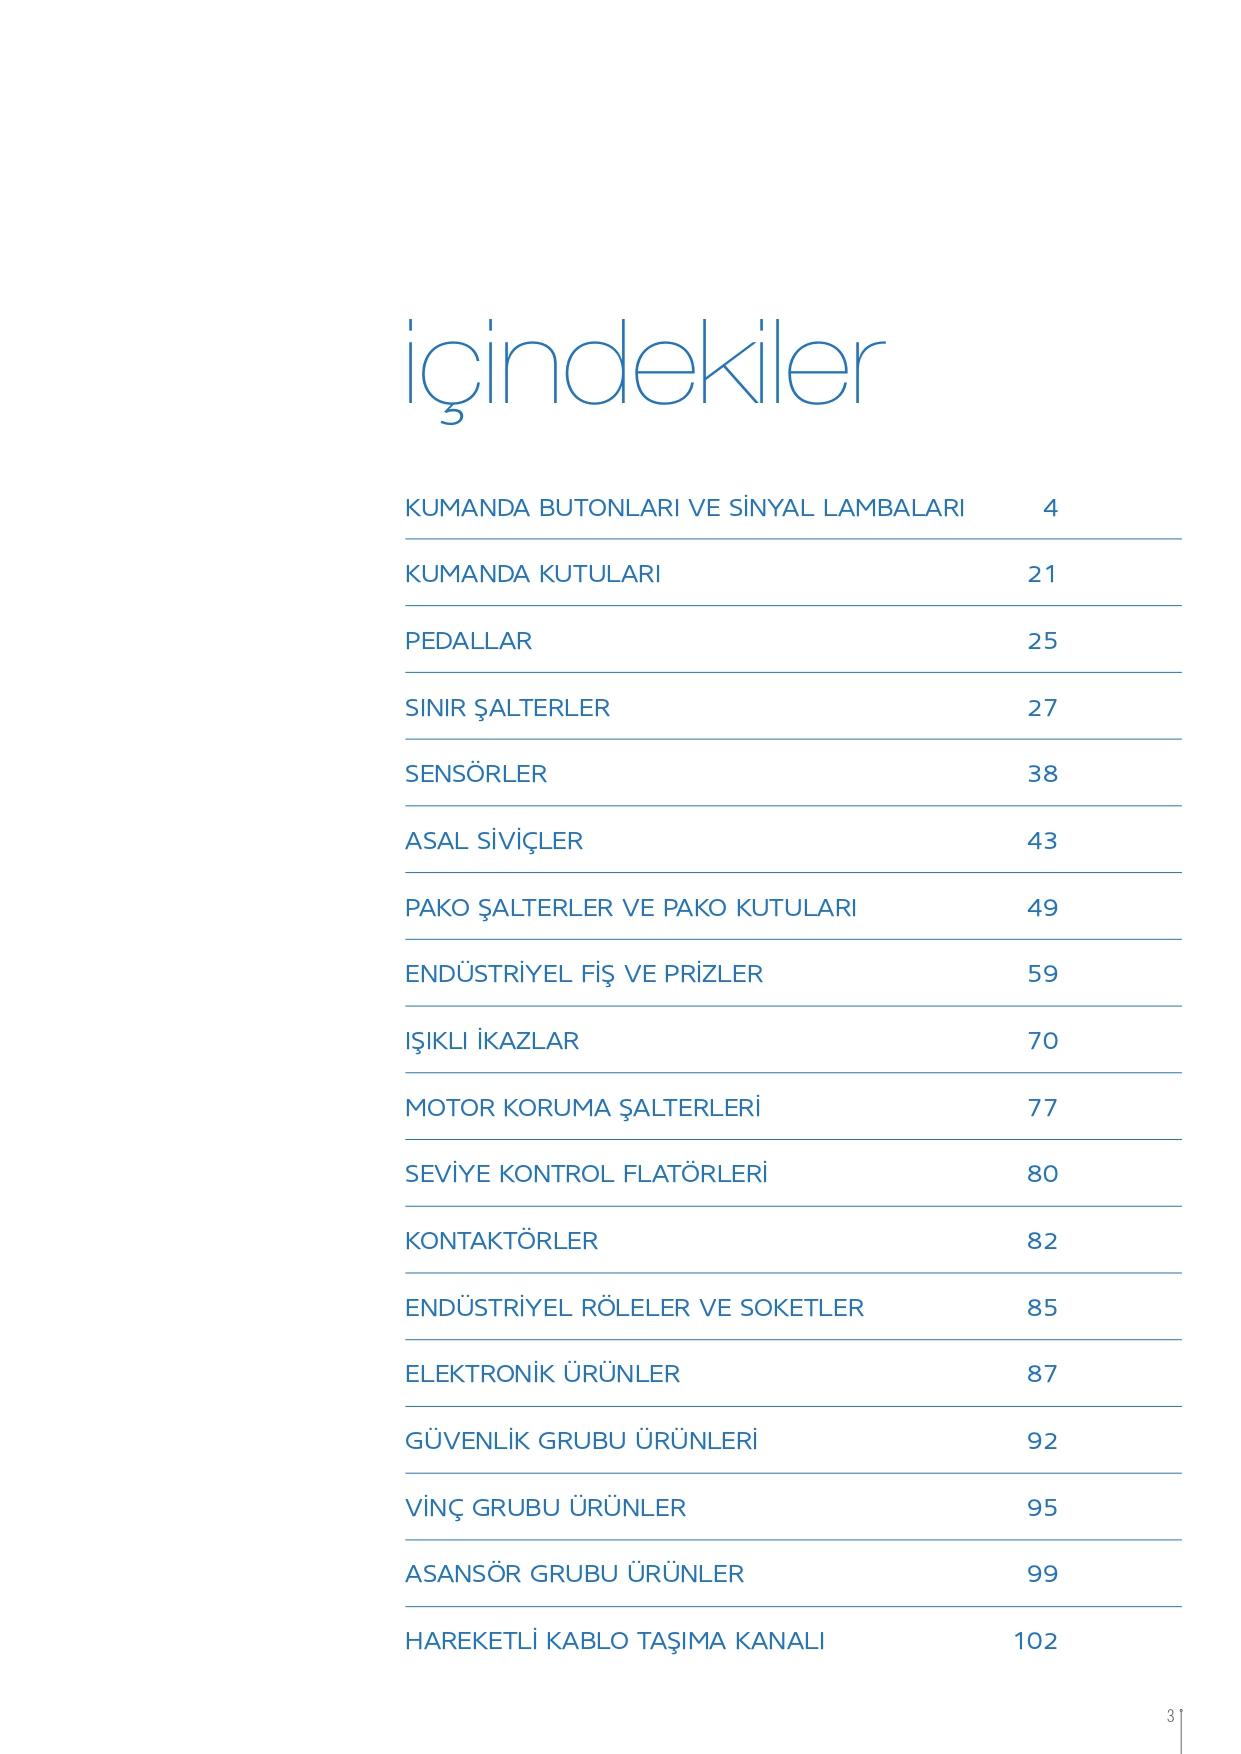 içindekiler
KUMANDA BUTONLARI VE SİNYAL LAMBALARI 4
KUMANDA KUTULARI 21
PEDALLAR 25
SINIR ŞALTERLER 27
SENSÖRLER 38
ASAL SİVİÇLER 43
PAKO ŞALTERLER VE PAKO KUTULARI 49
ENDÜSTRİYEL FİŞ VE PRİZLER 59
IŞIKLI İKAZLAR 70
MOTOR KORUMA ŞALTERLERİ 77
SEVİYE KONTROL FLATÖRLERİ 80
KONTAKTÖRLER 82
ENDÜSTRİYEL RÖLELER VE SOKETLER 85
ELEKTRONİK ÜRÜNLER 87
GÜVENLİK GRUBU ÜRÜNLERİ 92
VİNÇ GRUBU ÜRÜNLER 95
ASANSÖR GRUBU ÜRÜNLER 99
HAREKETLİ KABLO TAŞIMA KANALI 102
3